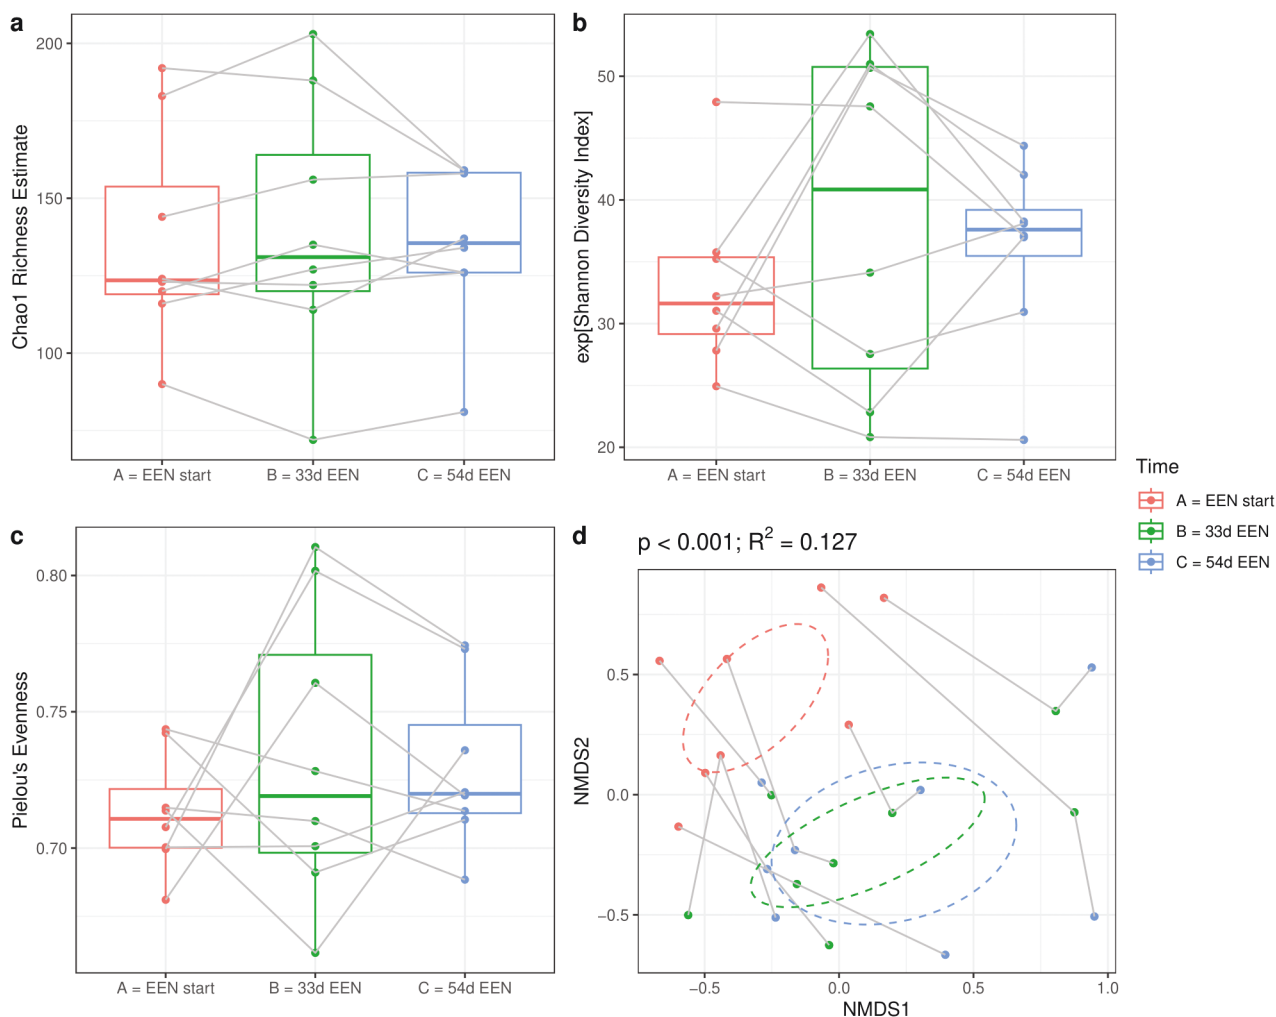 a
Chao1 Richness Estimate
200
150
100
A = EEN start
B = 33d EEN
C = 54d EEN
b
exp[Shannon Diversity Index]
50
40
30
20
A = EEN start
B = 33d EEN
C = 54d EEN
Time
A = EEN start
B = 33d EEN
C = 54d EEN
c
Pielou's Evenness
0.80
0.75
0.70
A = EEN start
B = 33d EEN
C = 54d EEN
d
p < 0.001; R² = 0.127
NMDS2
0.5
0.0
−0.5
−0.5
0.0
0.5
1.0
NMDS1